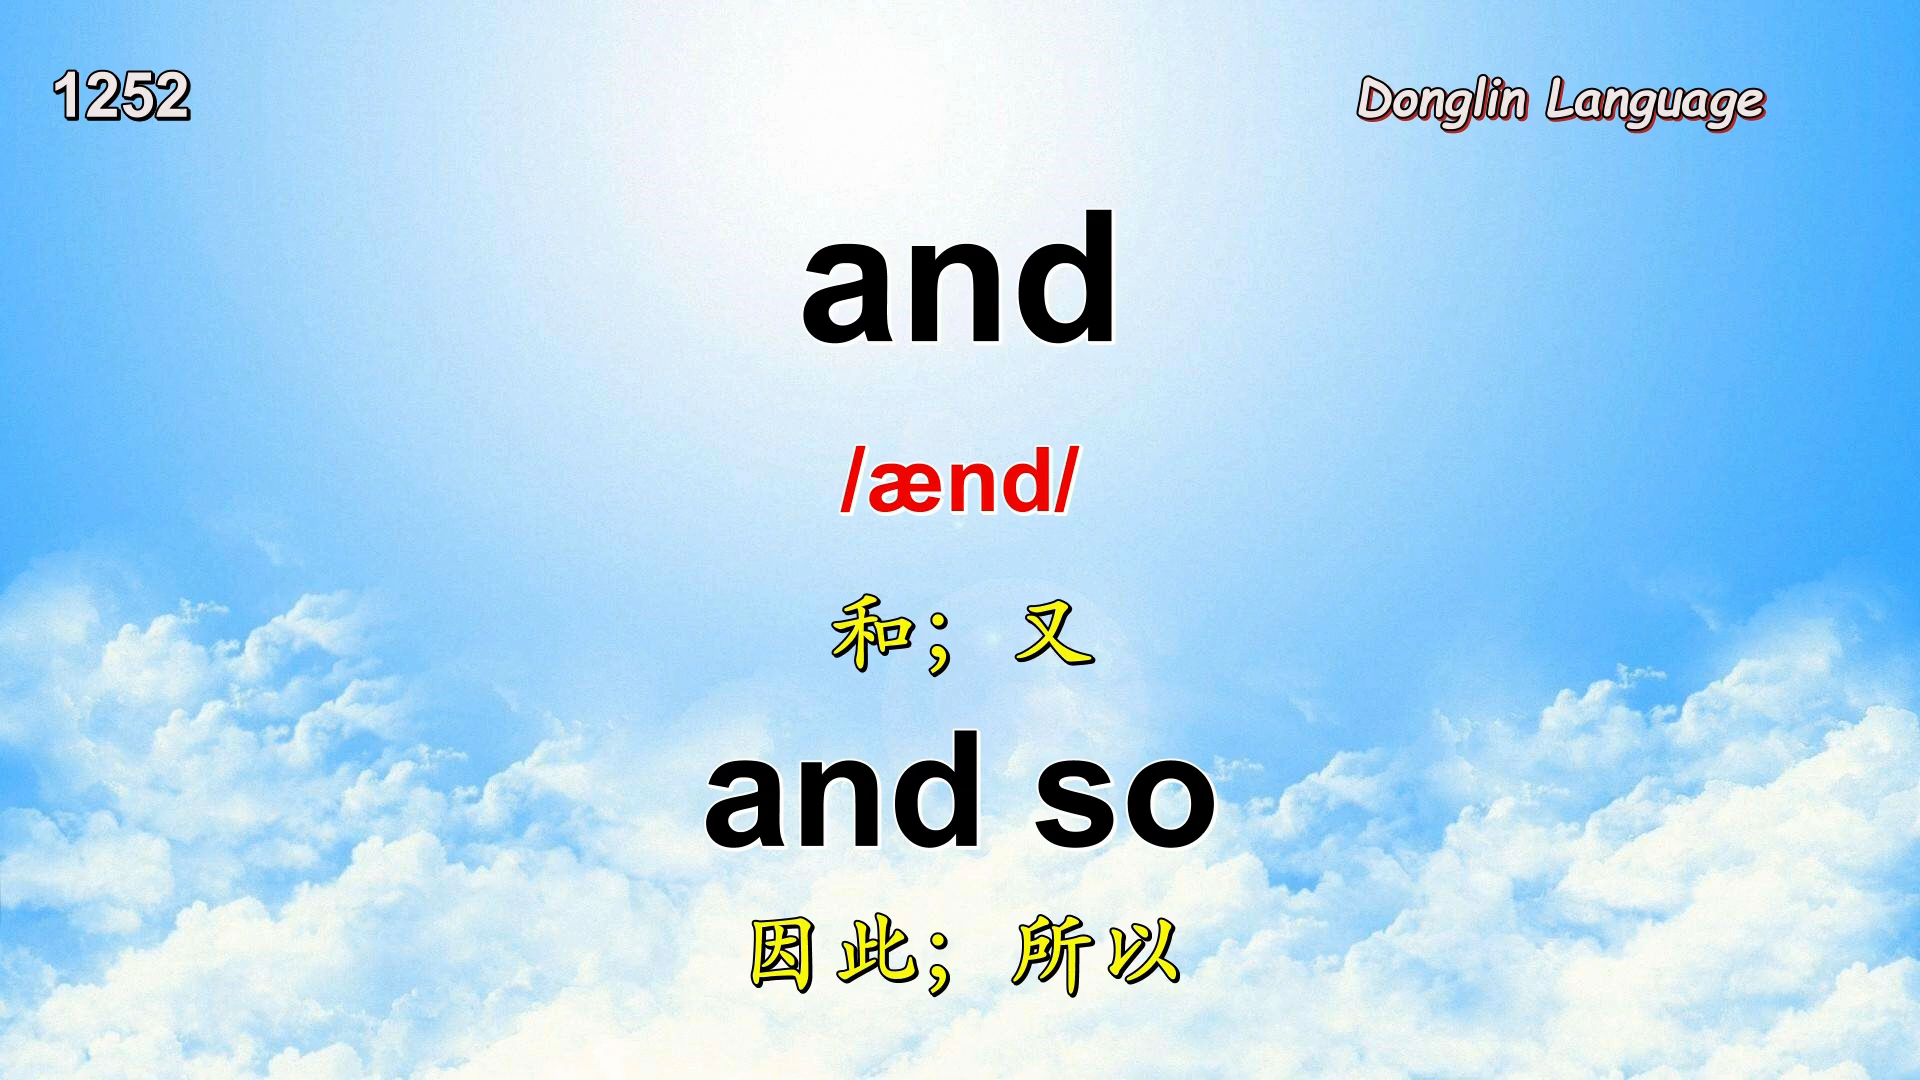 1252
Donglin Language
and
/ænd/
和；又
and so
因此；所以